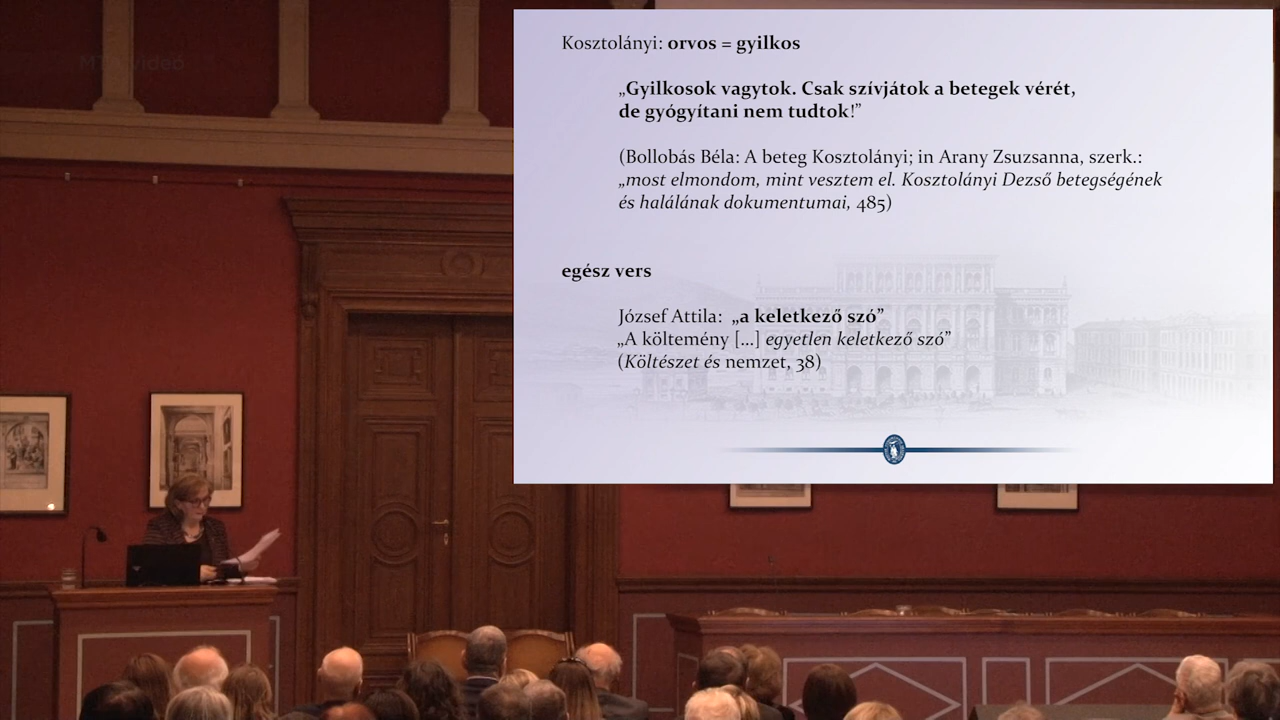 MTA videó
Kosztolányi: orvos = gyilkos
„Gyilkosok vagytok. Csak szívjátok a betegek vérét,
de gyógyítani nem tudtok!”
(Bollobás Béla: A beteg Kosztolányi; in Arany Zsuzsanna, szerk.:
„most elmondom, mint vesztem el. Kosztolányi Dezső betegségének
és halálának dokumentumai, 485)
egész vers
József Attila: „a keletkező szó”
„A költemény [...] egyetlen keletkező szó”
(Költészet és nemzet, 38)